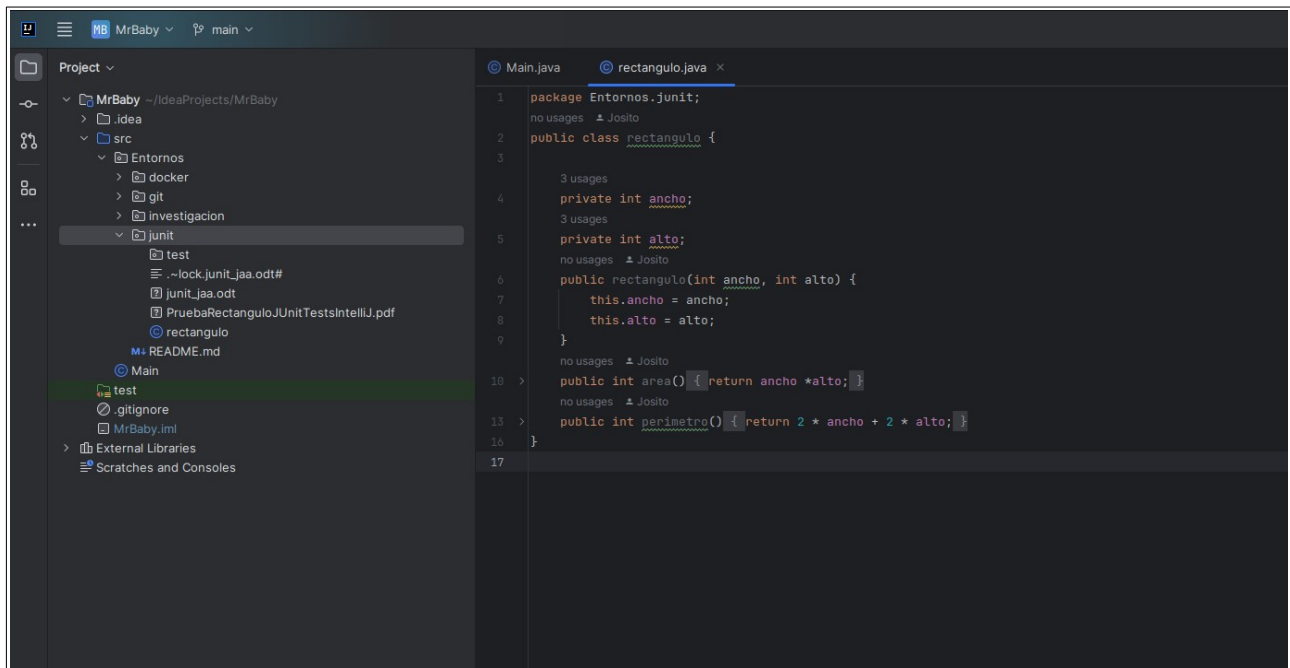 IJ
MB MrBaby main
Project
MrBaby ~/IdeaProjects/MrBaby
.idea
src
Entornos
docker
git
investigacion
junit
test
.~lock.junit_jaa.odt#
junit_jaa.odt
PruebaRectanguloJUnitTestsIntelliJ.pdf
rectangulo
M↓ README.md
Main
test
.gitignore
MrBaby.iml
External Libraries
Scratches and Consoles
Main.java rectangulo.java ×
1 package Entornos.junit;
no usages Josito
2 public class rectangulo {
3
3 usages
4 private int ancho;
3 usages
5 private int alto;
no usages Josito
6 public rectangulo(int ancho, int alto) {
7 this.ancho = ancho;
8 this.alto = alto;
9 }
no usages Josito
10 public int area() { return ancho *alto; }
no usages Josito
13 public int perimetro() { return 2 * ancho + 2 * alto; }
16 }
17